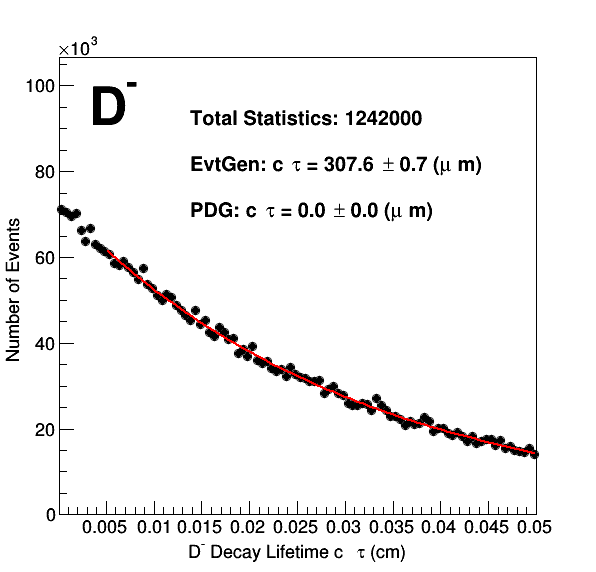 ×10³
D⁻
Total Statistics: 1242000
EvtGen: c τ = 307.6 ± 0.7 (μ m)
PDG: c τ = 0.0 ± 0.0 (μ m)
100
80
60
40
20
0
Number of Events
0.005 0.01 0.015 0.02 0.025 0.03 0.035 0.04 0.045 0.05
D⁻ Decay Lifetime c τ (cm)